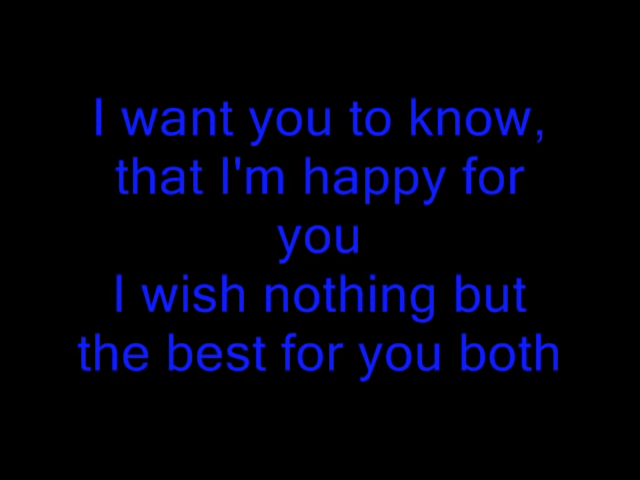 I want you to know,
that I'm happy for
you
I wish nothing but
the best for you both